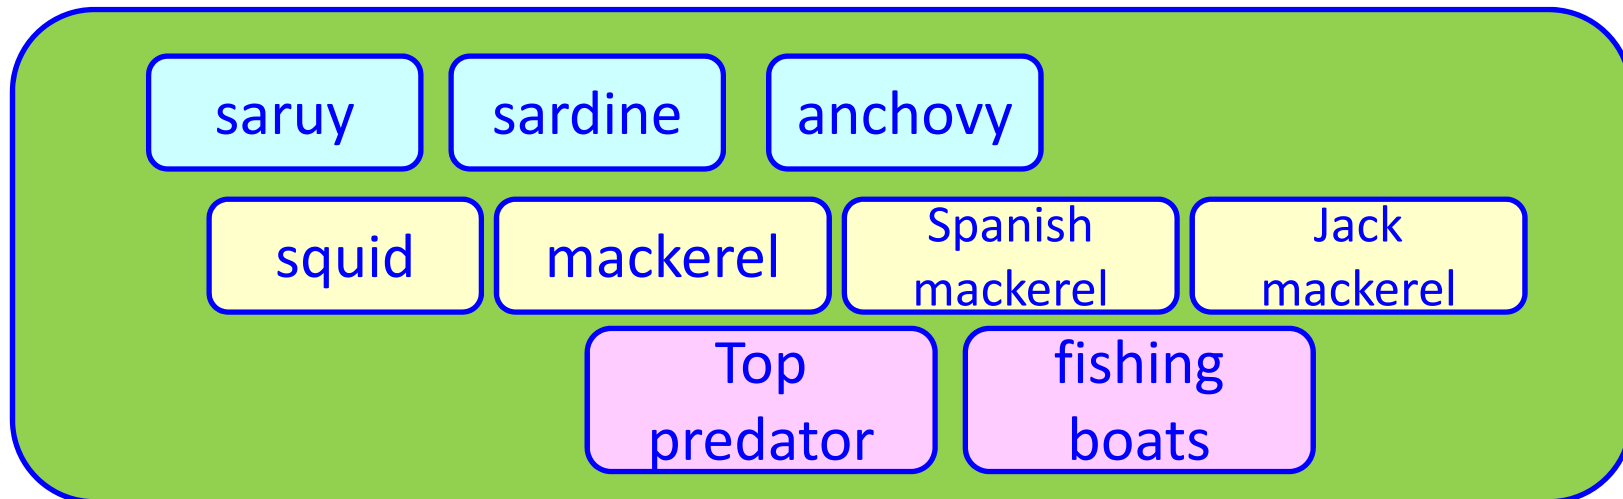 saruy
sardine
anchovy
squid
mackerel
Spanish
mackerel
Jack
mackerel
Top
predator
fishing
boats